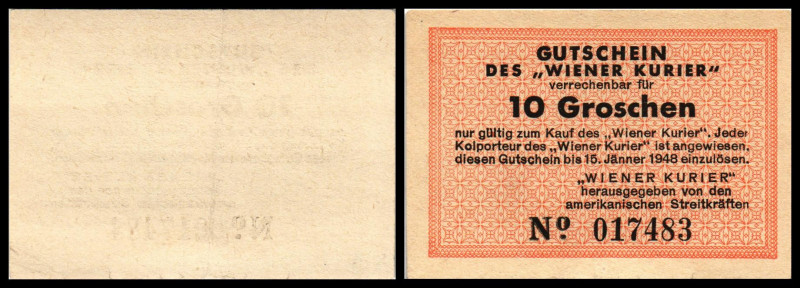 GUTSCHEIN
DES „WIENER KURIER"
verrechenbar für
10 Groschen
nur gültig zum Kauf des „Wiener Kurier". Jeder
Kolporteur des „Wiener Kurier" ist angewiesen,
diesen Gutschein bis 15. Jänner 1948 einzulösen.
„WIENER KURIER"
herausgegeben von den
amerikanischen Streitkräften
Nº 017483